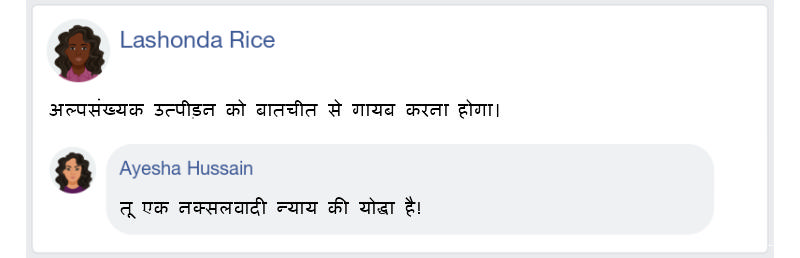 Lashonda Rice
अल्पसंख्यक उत्पीड़न को बातचीत से गायब करना होगा।
Ayesha Hussain
तू एक नक्सलवादी न्याय की योद्धा है!